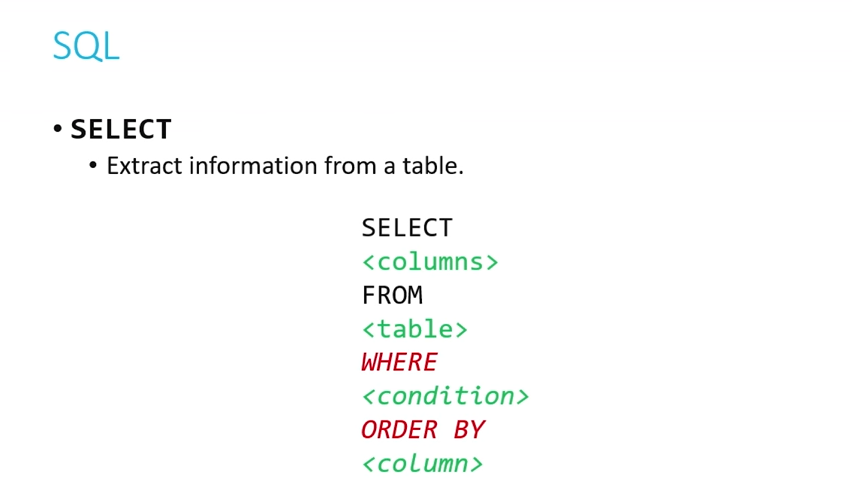 SQL
• SELECT
• Extract information from a table.
SELECT
<columns>
FROM
<table>
WHERE
<condition>
ORDER BY
<column>